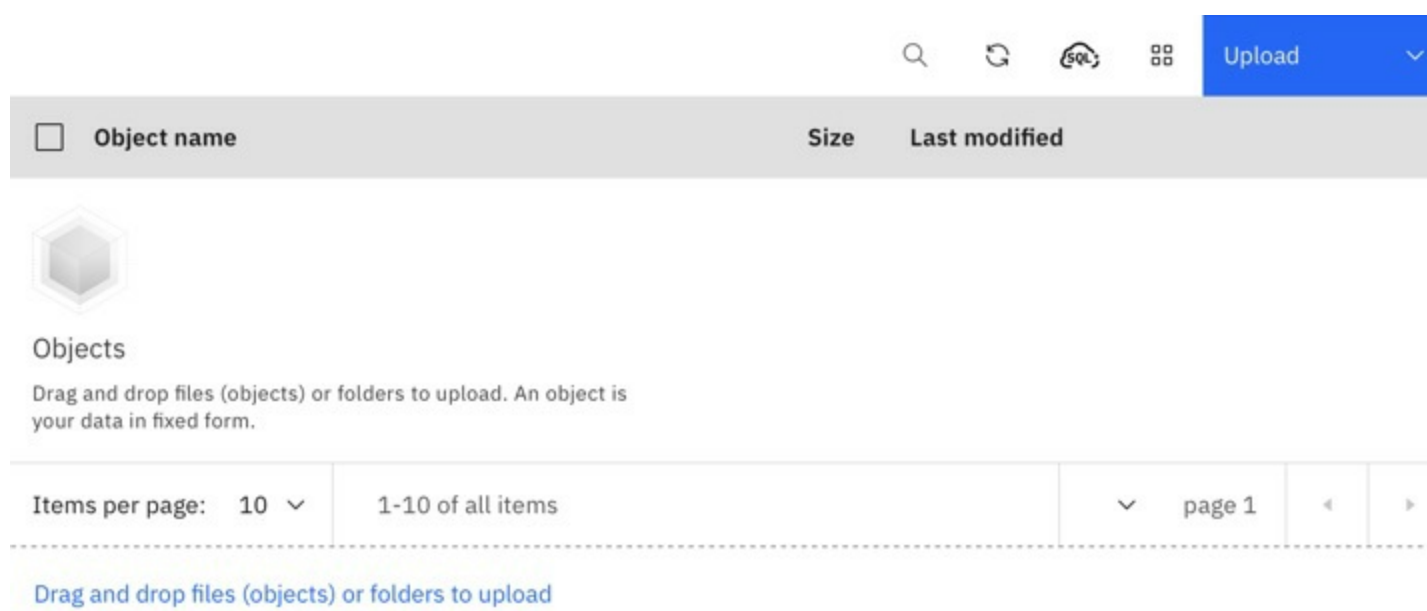 SQL
Upload
Object name Size Last modified
Objects
Drag and drop files (objects) or folders to upload. An object is
your data in fixed form.
Items per page: 10 1-10 of all items page 1
Drag and drop files (objects) or folders to upload